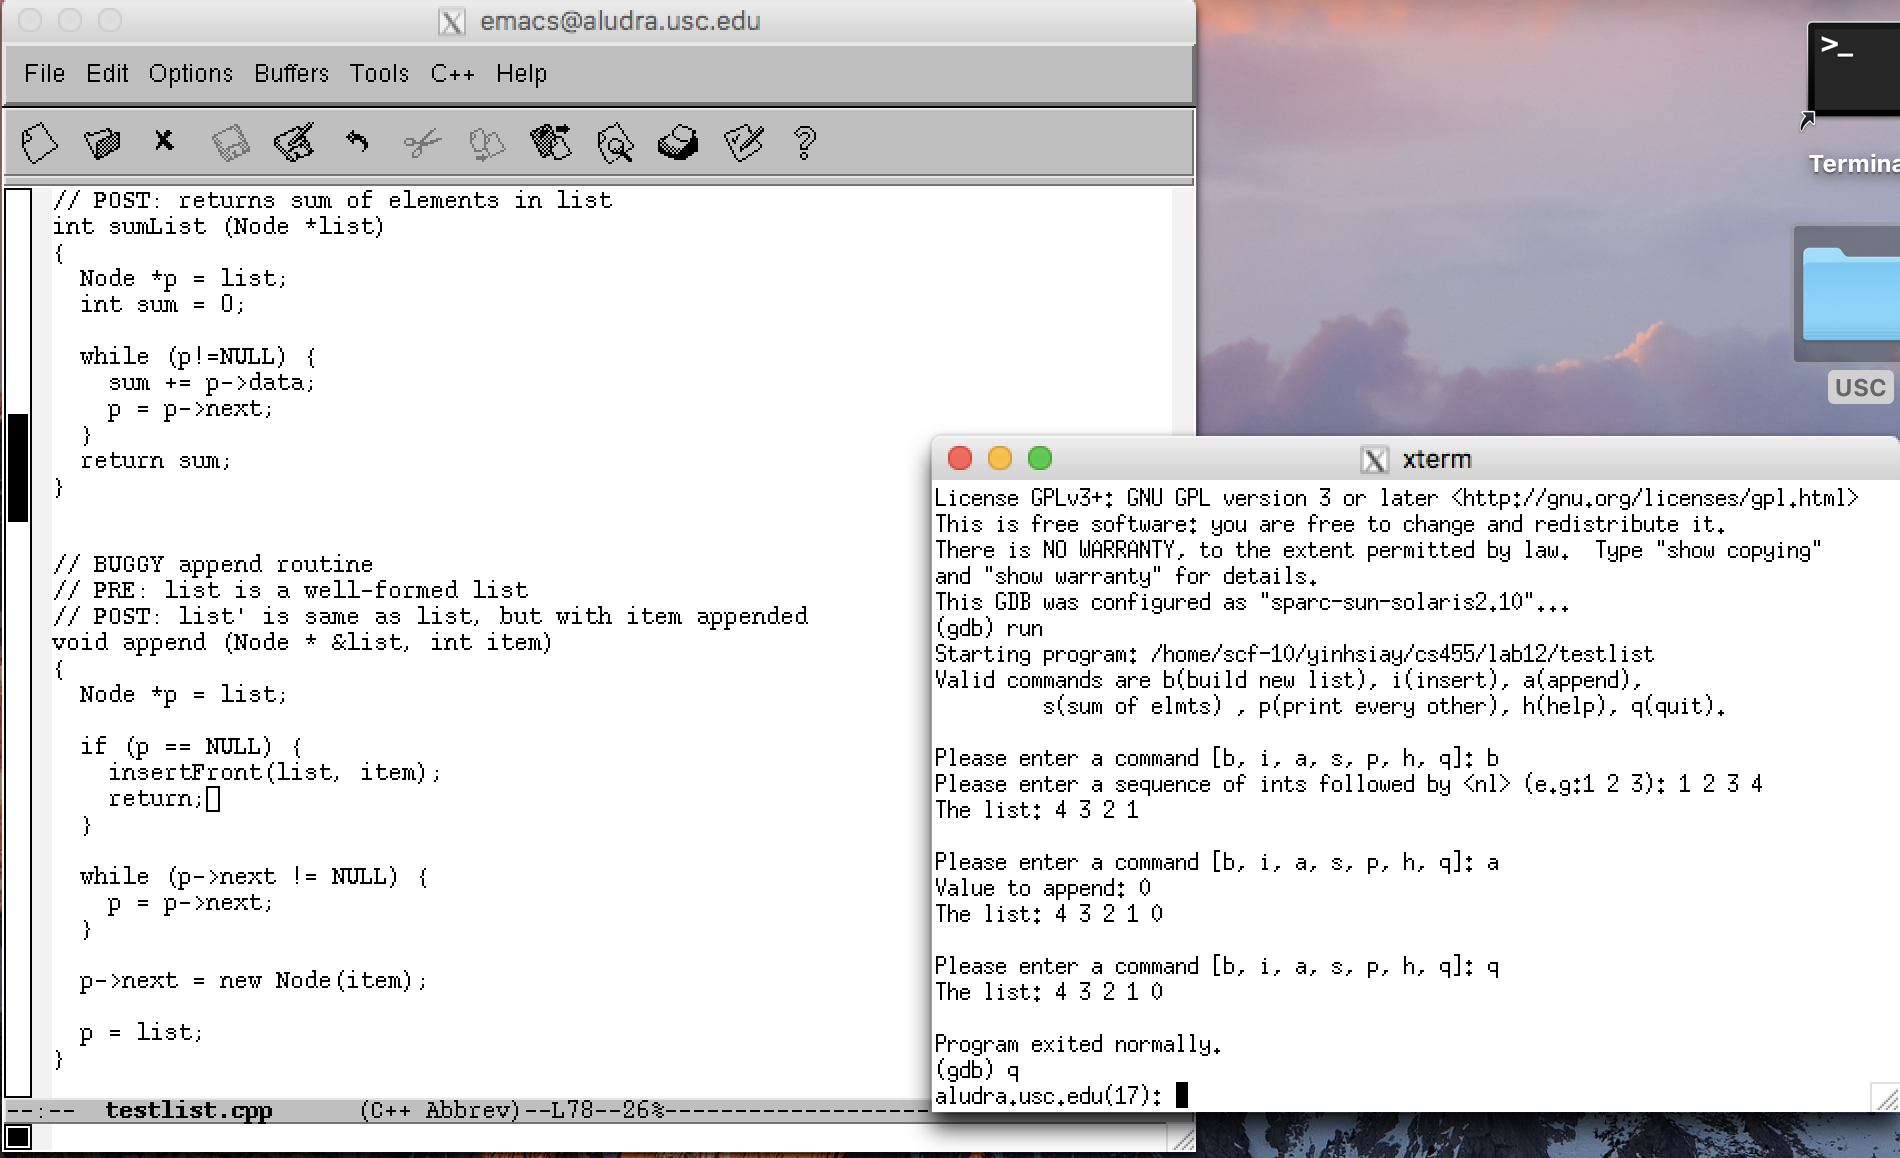 emacs@aludra.usc.edu
File Edit Options Buffers Tools C++ Help
// POST: returns sum of elements in list
int sumList (Node *list)
{
  Node *p = list;
  int sum = 0;
  while (p!=NULL) {
    sum += p->data;
    p = p->next;
  }
  return sum;
}
// BUGGY append routine
// PRE: list is a well-formed list
// POST: list' is same as list, but with item appended
void append (Node * &list, int item)
{
  Node *p = list;
  if (p == NULL) {
    insertFront(list, item);
    return;
  }
  while (p->next != NULL) {
    p = p->next;
  }
  p->next = new Node(item);
  p = list;
}
--:-- testlist.cpp (C++ Abbrev)--L78--26%-------------------
xterm
License GPLv3+: GNU GPL version 3 or later <http://gnu.org/licenses/gpl.html>
This is free software: you are free to change and redistribute it.
There is NO WARRANTY, to the extent permitted by law.  Type "show copying"
and "show warranty" for details.
This GDB was configured as "sparc-sun-solaris2.10"...
(gdb) run
Starting program: /home/scf-10/yinhsiay/cs455/lab12/testlist
Valid commands are b(build new list), i(insert), a(append),
         s(sum of elmts) , p(print every other), h(help), q(quit).
Please enter a command [b, i, a, s, p, h, q]: b
Please enter a sequence of ints followed by <nl> (e.g:1 2 3): 1 2 3 4
The list: 4 3 2 1
Please enter a command [b, i, a, s, p, h, q]: a
Value to append: 0
The list: 4 3 2 1 0
Please enter a command [b, i, a, s, p, h, q]: q
The list: 4 3 2 1 0
Program exited normally.
(gdb) q
aludra.usc.edu(17):
>_
Termina
USC